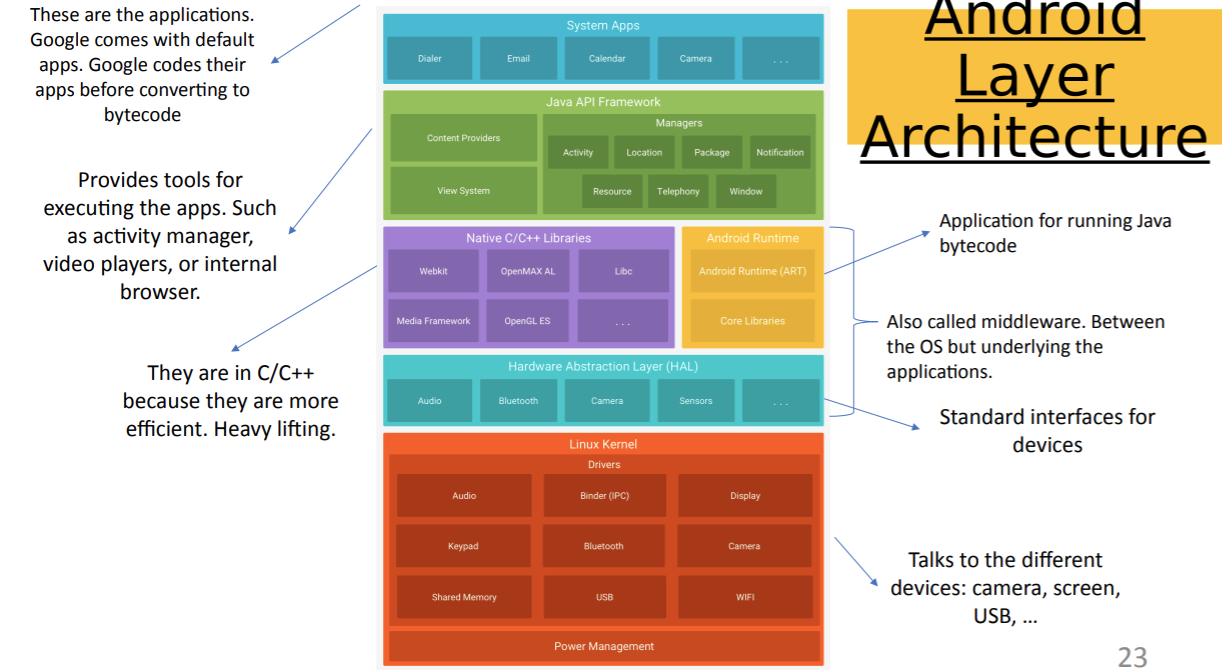 These are the applications.
Google comes with default
apps. Google codes their
apps before converting to
bytecode
Provides tools for
executing the apps. Such
as activity manager,
video players, or internal
browser.
They are in C/C++
because they are more
efficient. Heavy lifting.
System Apps
Dialer
Email
Calendar
Camera
. . .
Java API Framework
Content Providers
View System
Managers
Activity
Location
Package
Notification
Resource
Telephony
Window
Native C/C++ Libraries
Webkit
OpenMAX AL
Libc
Media Framework
OpenGL ES
. . .
Android Runtime
Android Runtime (ART)
Core Libraries
Hardware Abstraction Layer (HAL)
Audio
Bluetooth
Camera
Sensors
. . .
Linux Kernel
Drivers
Audio
Binder (IPC)
Display
Keypad
Bluetooth
Camera
Shared Memory
USB
WIFI
Power Management
Android
Layer
Architecture
Application for running Java
bytecode
Also called middleware. Between
the OS but underlying the
applications.
Standard interfaces for
devices
Talks to the different
devices: camera, screen,
USB, ...
23